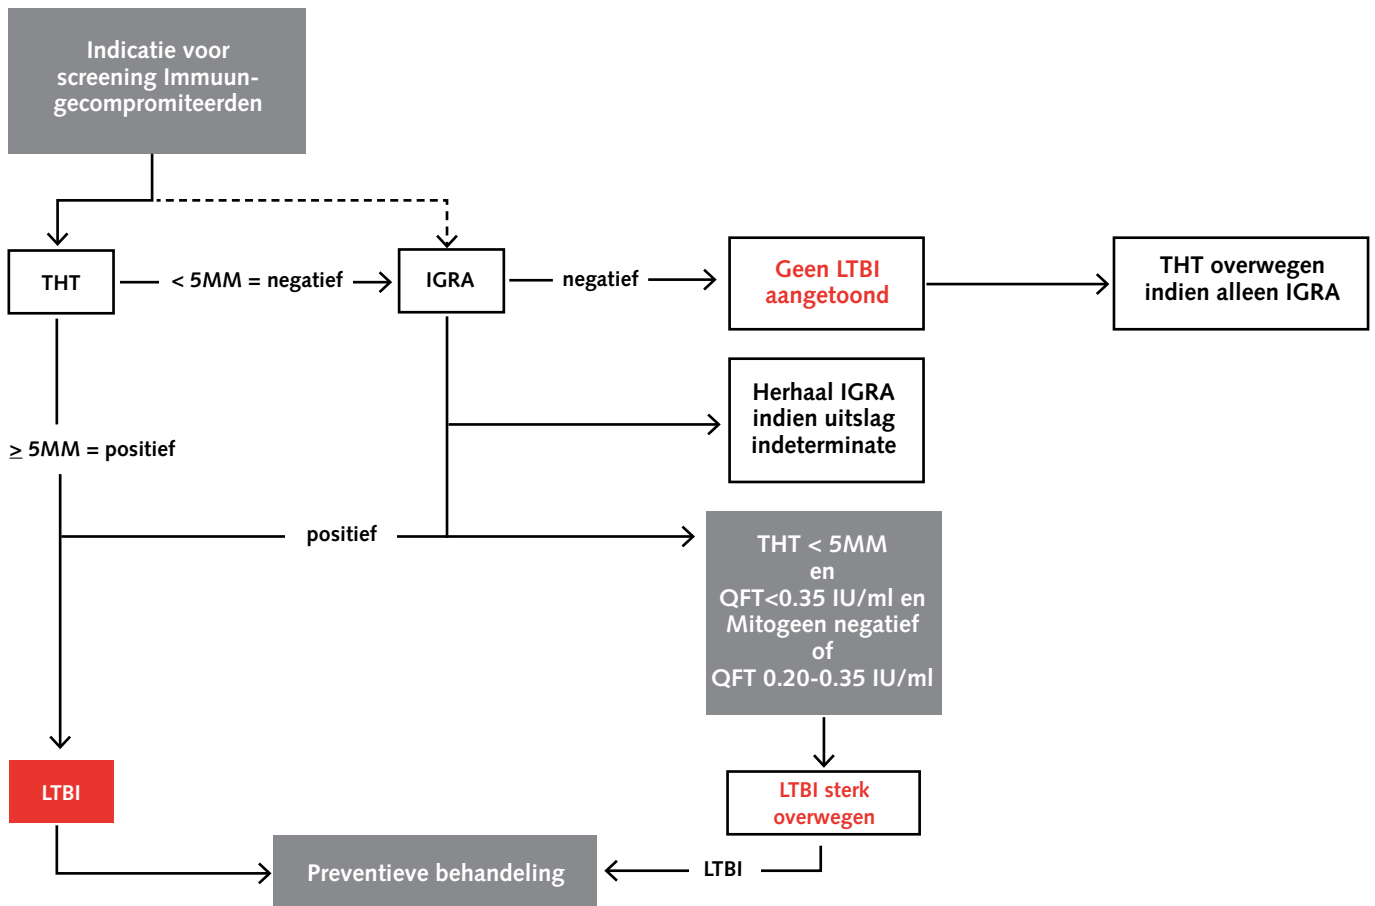 Indicatie voor
screening Immuun-
gecompromiteerden
THT
< 5MM = negatief
IGRA
negatief
Geen LTBI
aangetoond
THT overwegen
indien alleen IGRA
Herhaal IGRA
indien uitslag
indeterminate
≥ 5MM = positief
positief
THT < 5MM
en
QFT<0.35 IU/ml en
Mitogeen negatief
of
QFT 0.20-0.35 IU/ml
LTBI
LTBI sterk
overwegen
Preventieve behandeling
LTBI